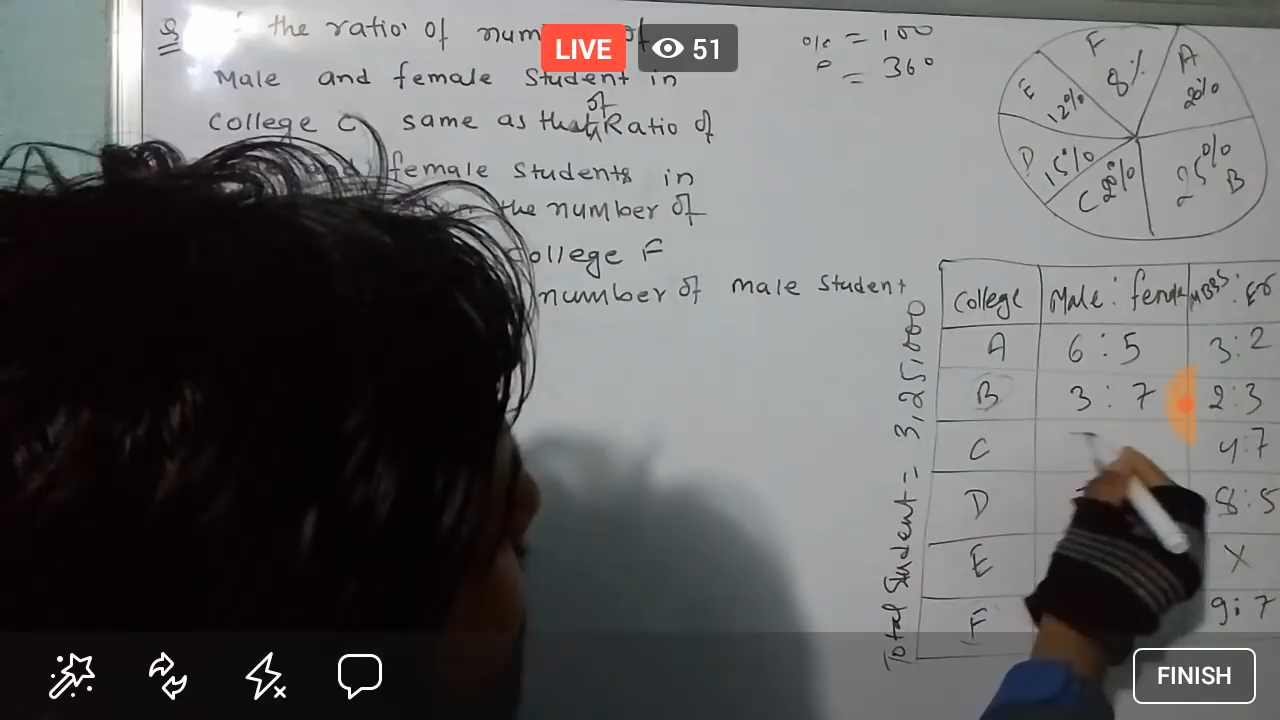 Q the ratio of num of
LIVE 51
Male and female Student in
College C same as that of Ratio of
female Students in
the number of
College F
number of male Student
% = 100
° = 360
F 8%
A 20%
E 12%
D 15%
C 20%
25% B
Total Student = 3,25,000
College Male : female MBBS :
A 6 : 5 3 : 2
B 3 : 7 2 : 3
C 4 : 7
D 8 : 5
E X
F 9 : 7
FINISH